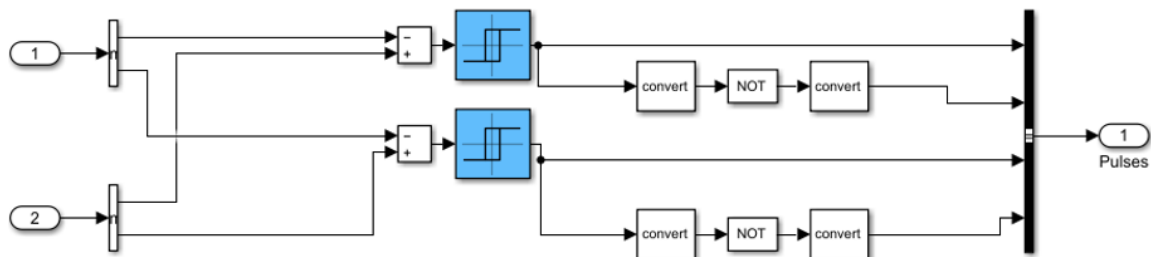 1
−
+
convert
NOT
convert
−
+
1
Pulses
2
convert
NOT
convert